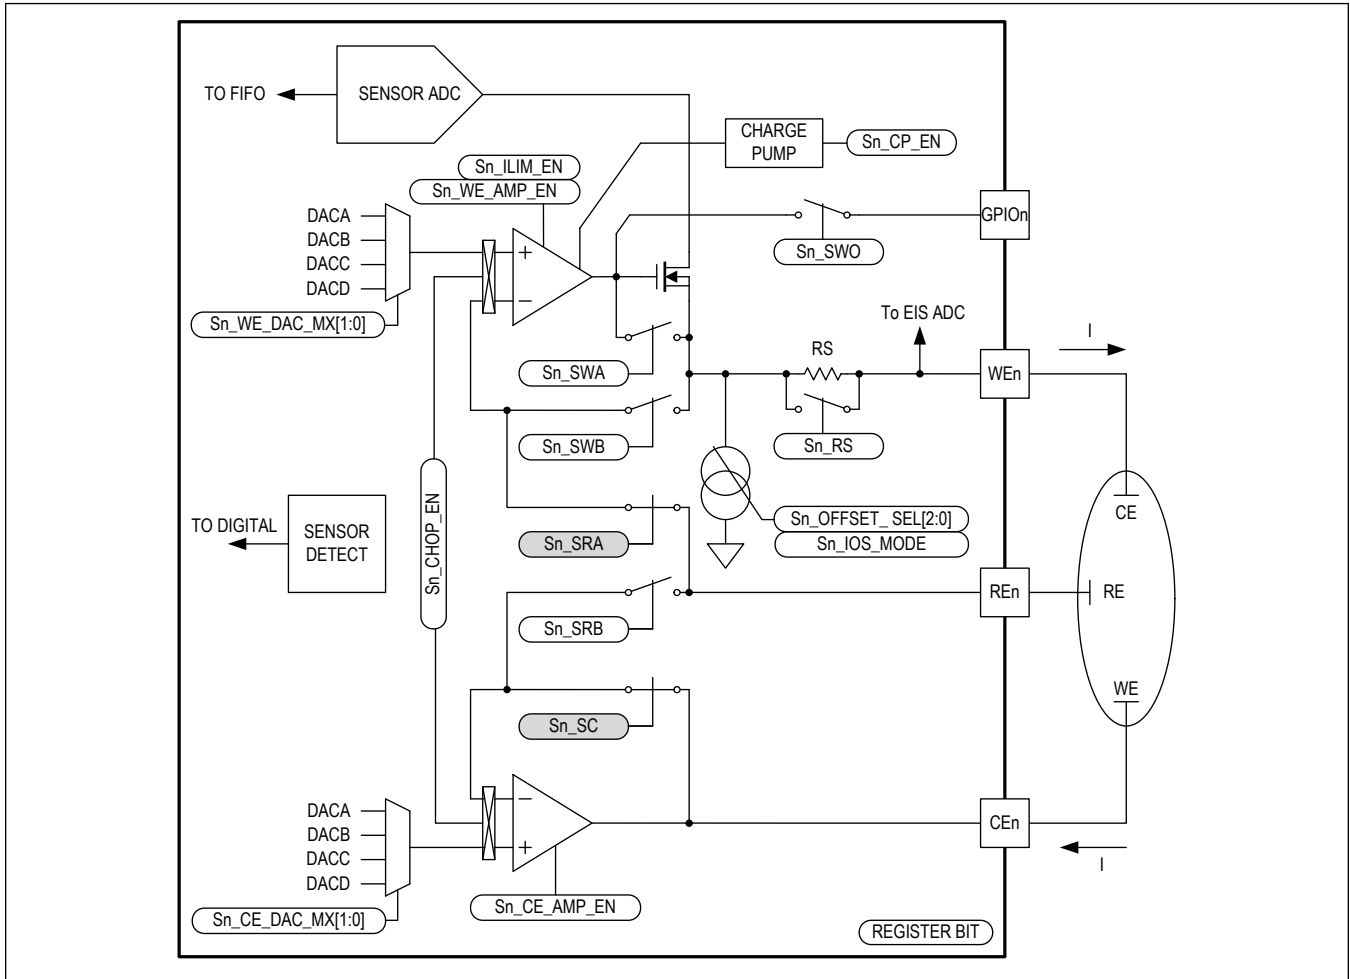 TO FIFO
SENSOR ADC
CHARGE
PUMP
Sn_CP_EN
Sn_ILIM_EN
Sn_WE_AMP_EN
DACA
DACB
DACC
DACD
+
−
Sn_WE_DAC_MX[1:0]
GPIOn
Sn_SWO
To EIS ADC
I
RS
WEn
Sn_SWA
Sn_SWB
Sn_RS
Sn_CHOP_EN
TO DIGITAL
SENSOR
DETECT
Sn_OFFSET_ SEL[2:0]
Sn_IOS_MODE
CE
Sn_SRA
REn
RE
Sn_SRB
WE
Sn_SC
DACA
DACB
DACC
DACD
−
+
CEn
I
Sn_CE_DAC_MX[1:0]
Sn_CE_AMP_EN
REGISTER BIT